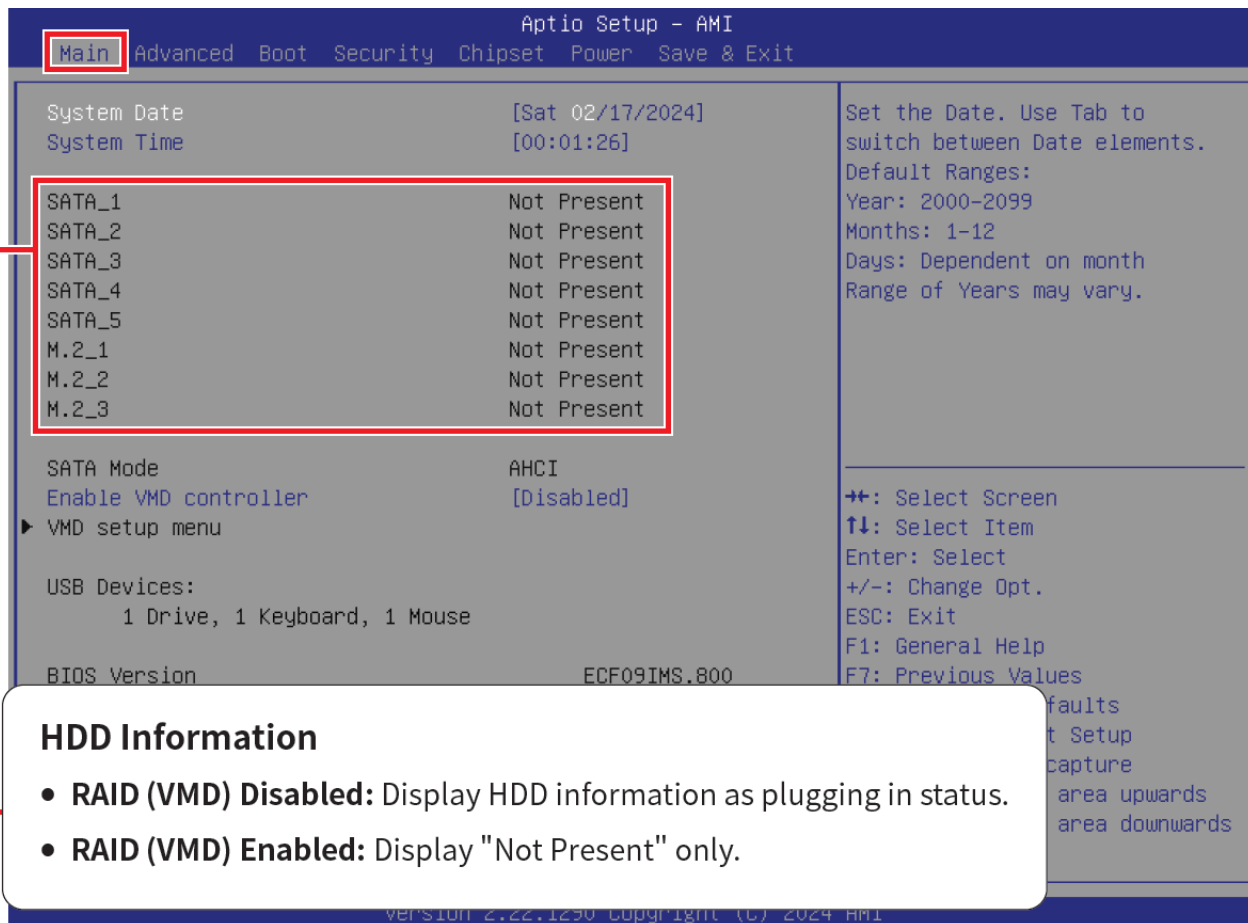 Aptio Setup – AMI
Main Advanced Boot Security Chipset Power Save & Exit
System Date [Sat 02/17/2024]
System Time [00:01:26]
SATA_1 Not Present
SATA_2 Not Present
SATA_3 Not Present
SATA_4 Not Present
SATA_5 Not Present
M.2_1 Not Present
M.2_2 Not Present
M.2_3 Not Present
SATA Mode AHCI
Enable VMD controller [Disabled]
VMD setup menu
USB Devices:
1 Drive, 1 Keyboard, 1 Mouse
BIOS Version ECF09IMS.800
Set the Date. Use Tab to
switch between Date elements.
Default Ranges:
Year: 2000-2099
Months: 1-12
Days: Dependent on month
Range of Years may vary.
→←: Select Screen
↑↓: Select Item
Enter: Select
+/-: Change Opt.
ESC: Exit
F1: General Help
F7: Previous Values
faults
t Setup
capture
area upwards
area downwards
HDD Information
• RAID (VMD) Disabled: Display HDD information as plugging in status.
• RAID (VMD) Enabled: Display "Not Present" only.
Version 2.22.1290 Copyright (C) 2024 AMI